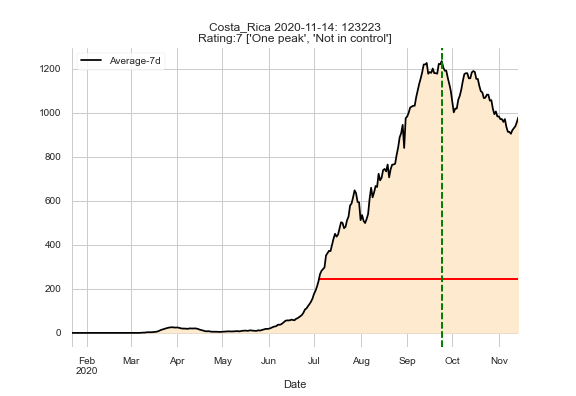 Costa_Rica 2020-11-14: 123223
Rating:7 ['One peak', 'Not in control']
Average-7d
1200
1000
800
600
400
200
0
Feb Mar Apr May Jun Jul Aug Sep Oct Nov
2020
Date